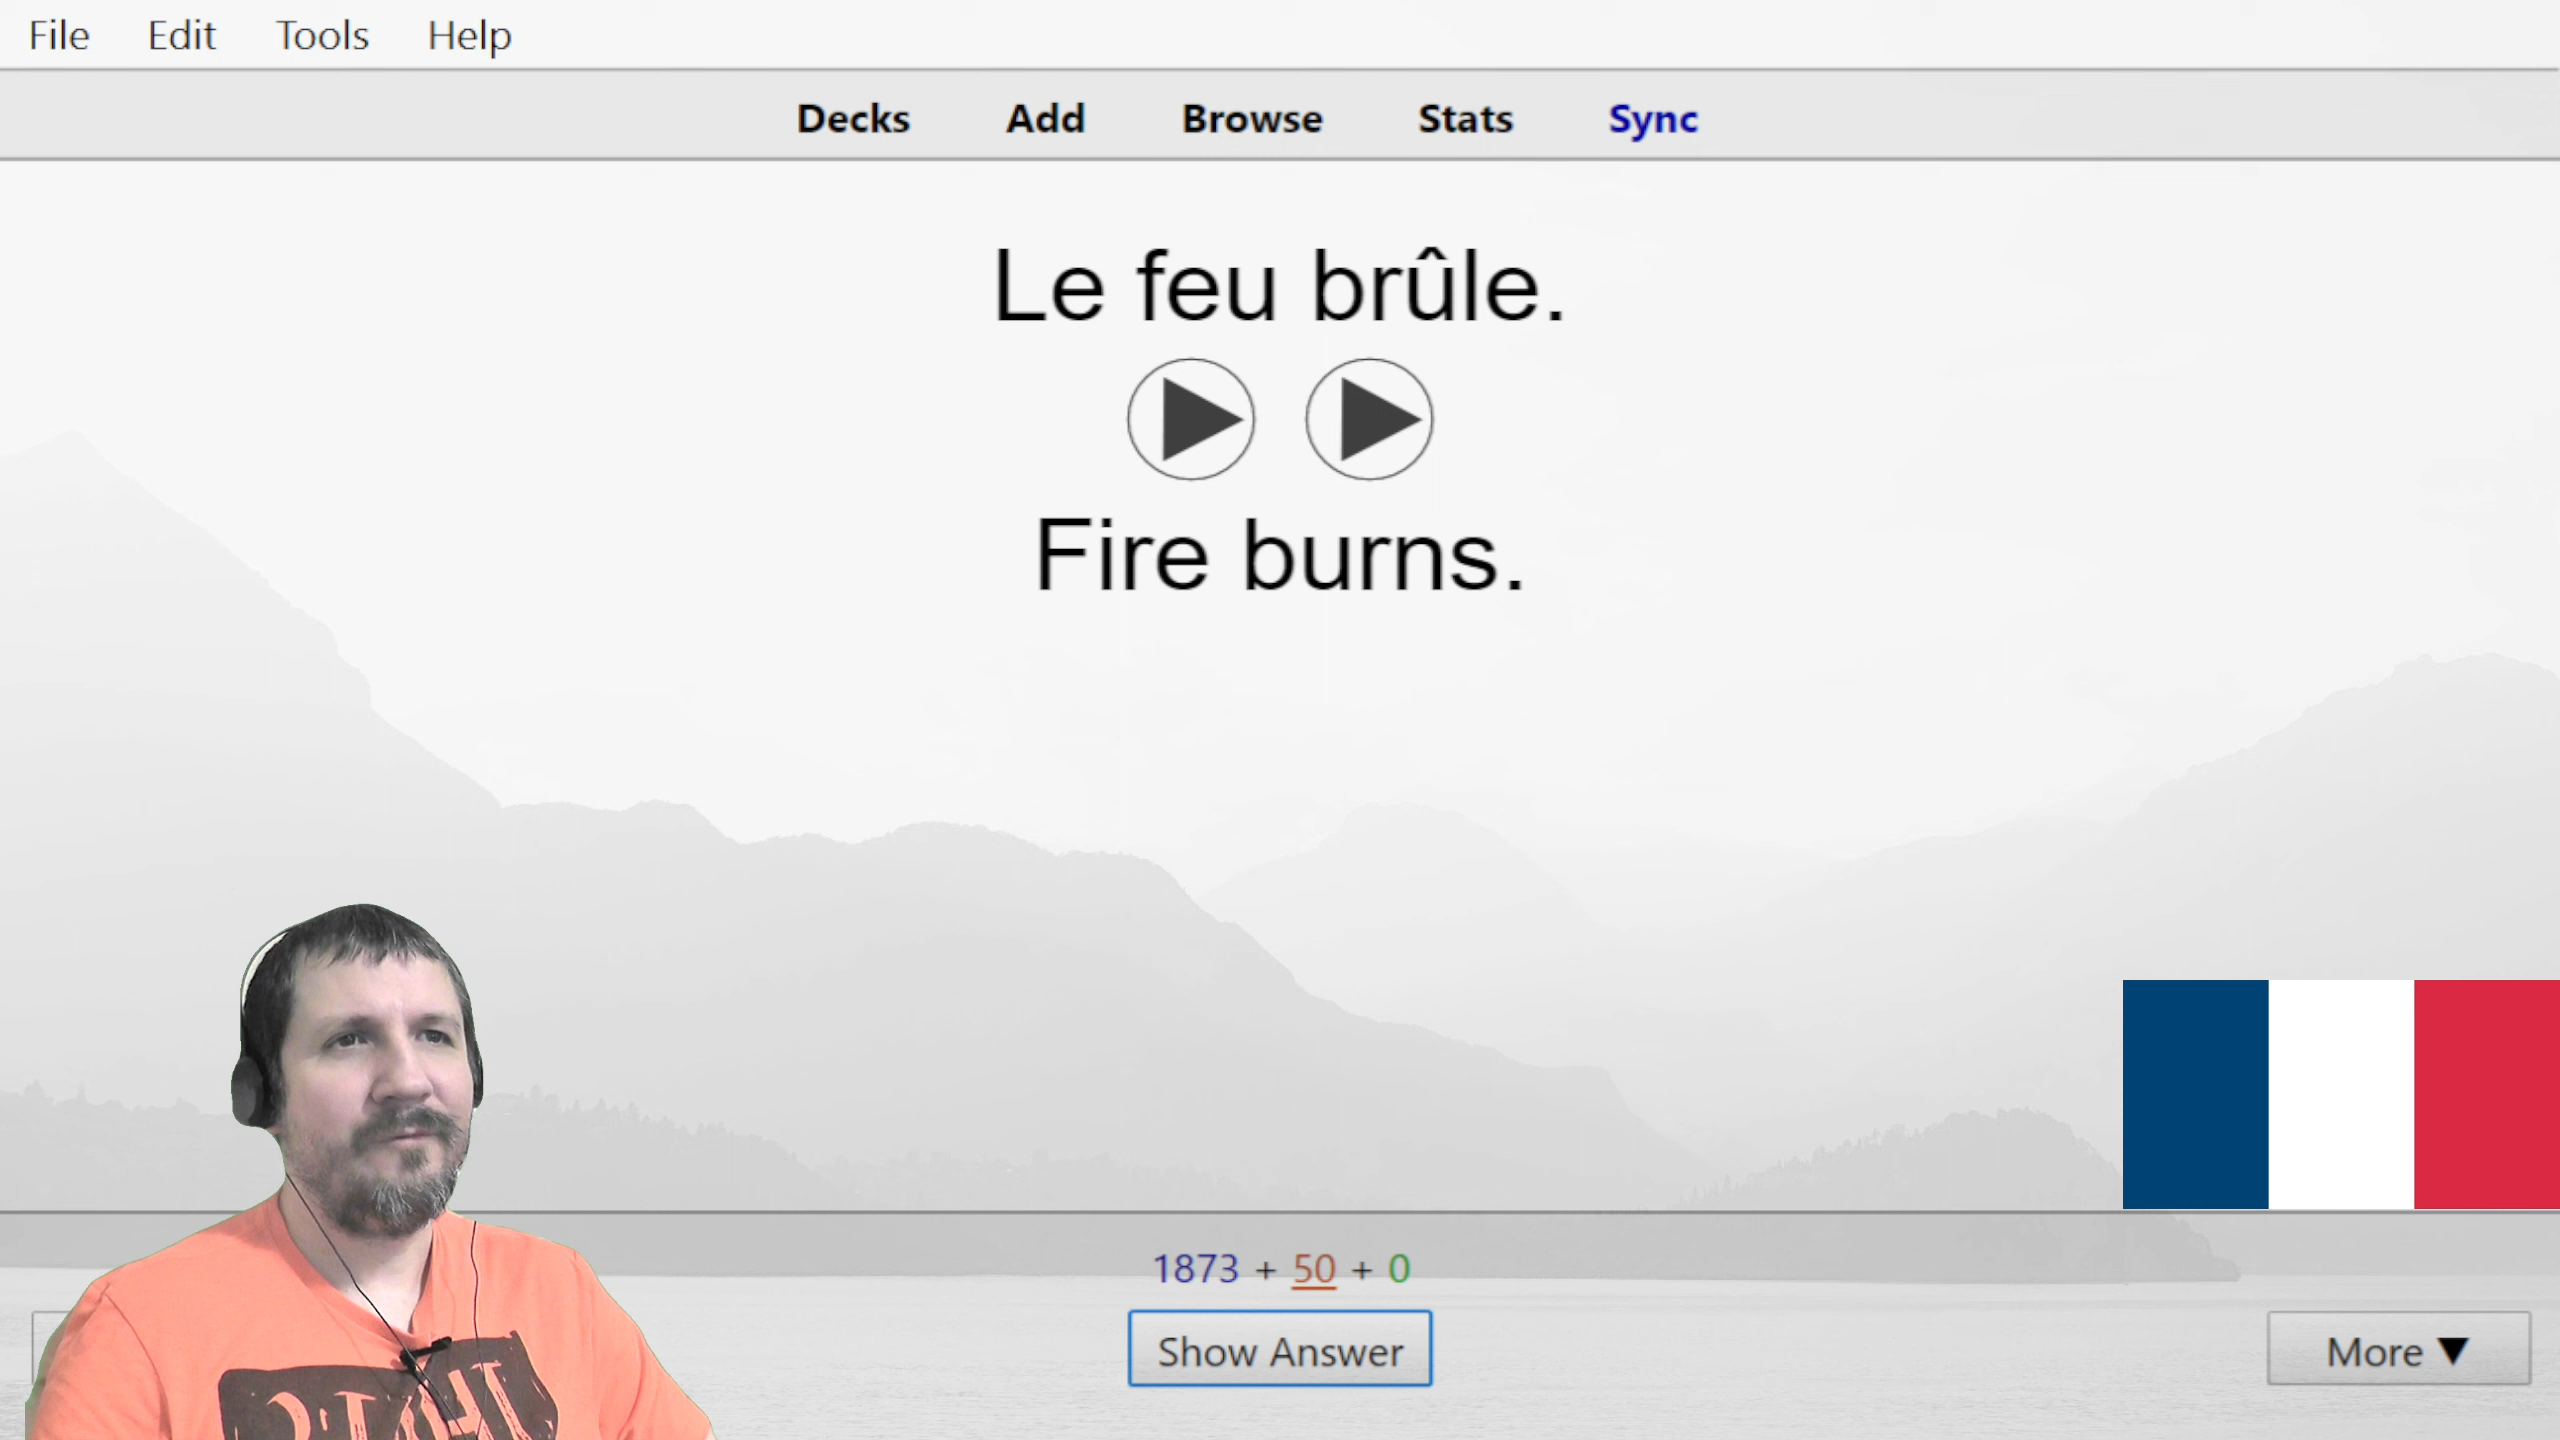 File Edit Tools Help
Decks Add Browse Stats Sync
Le feu brûle.
Fire burns.
1873 + 50 + 0
Show Answer
More ▼